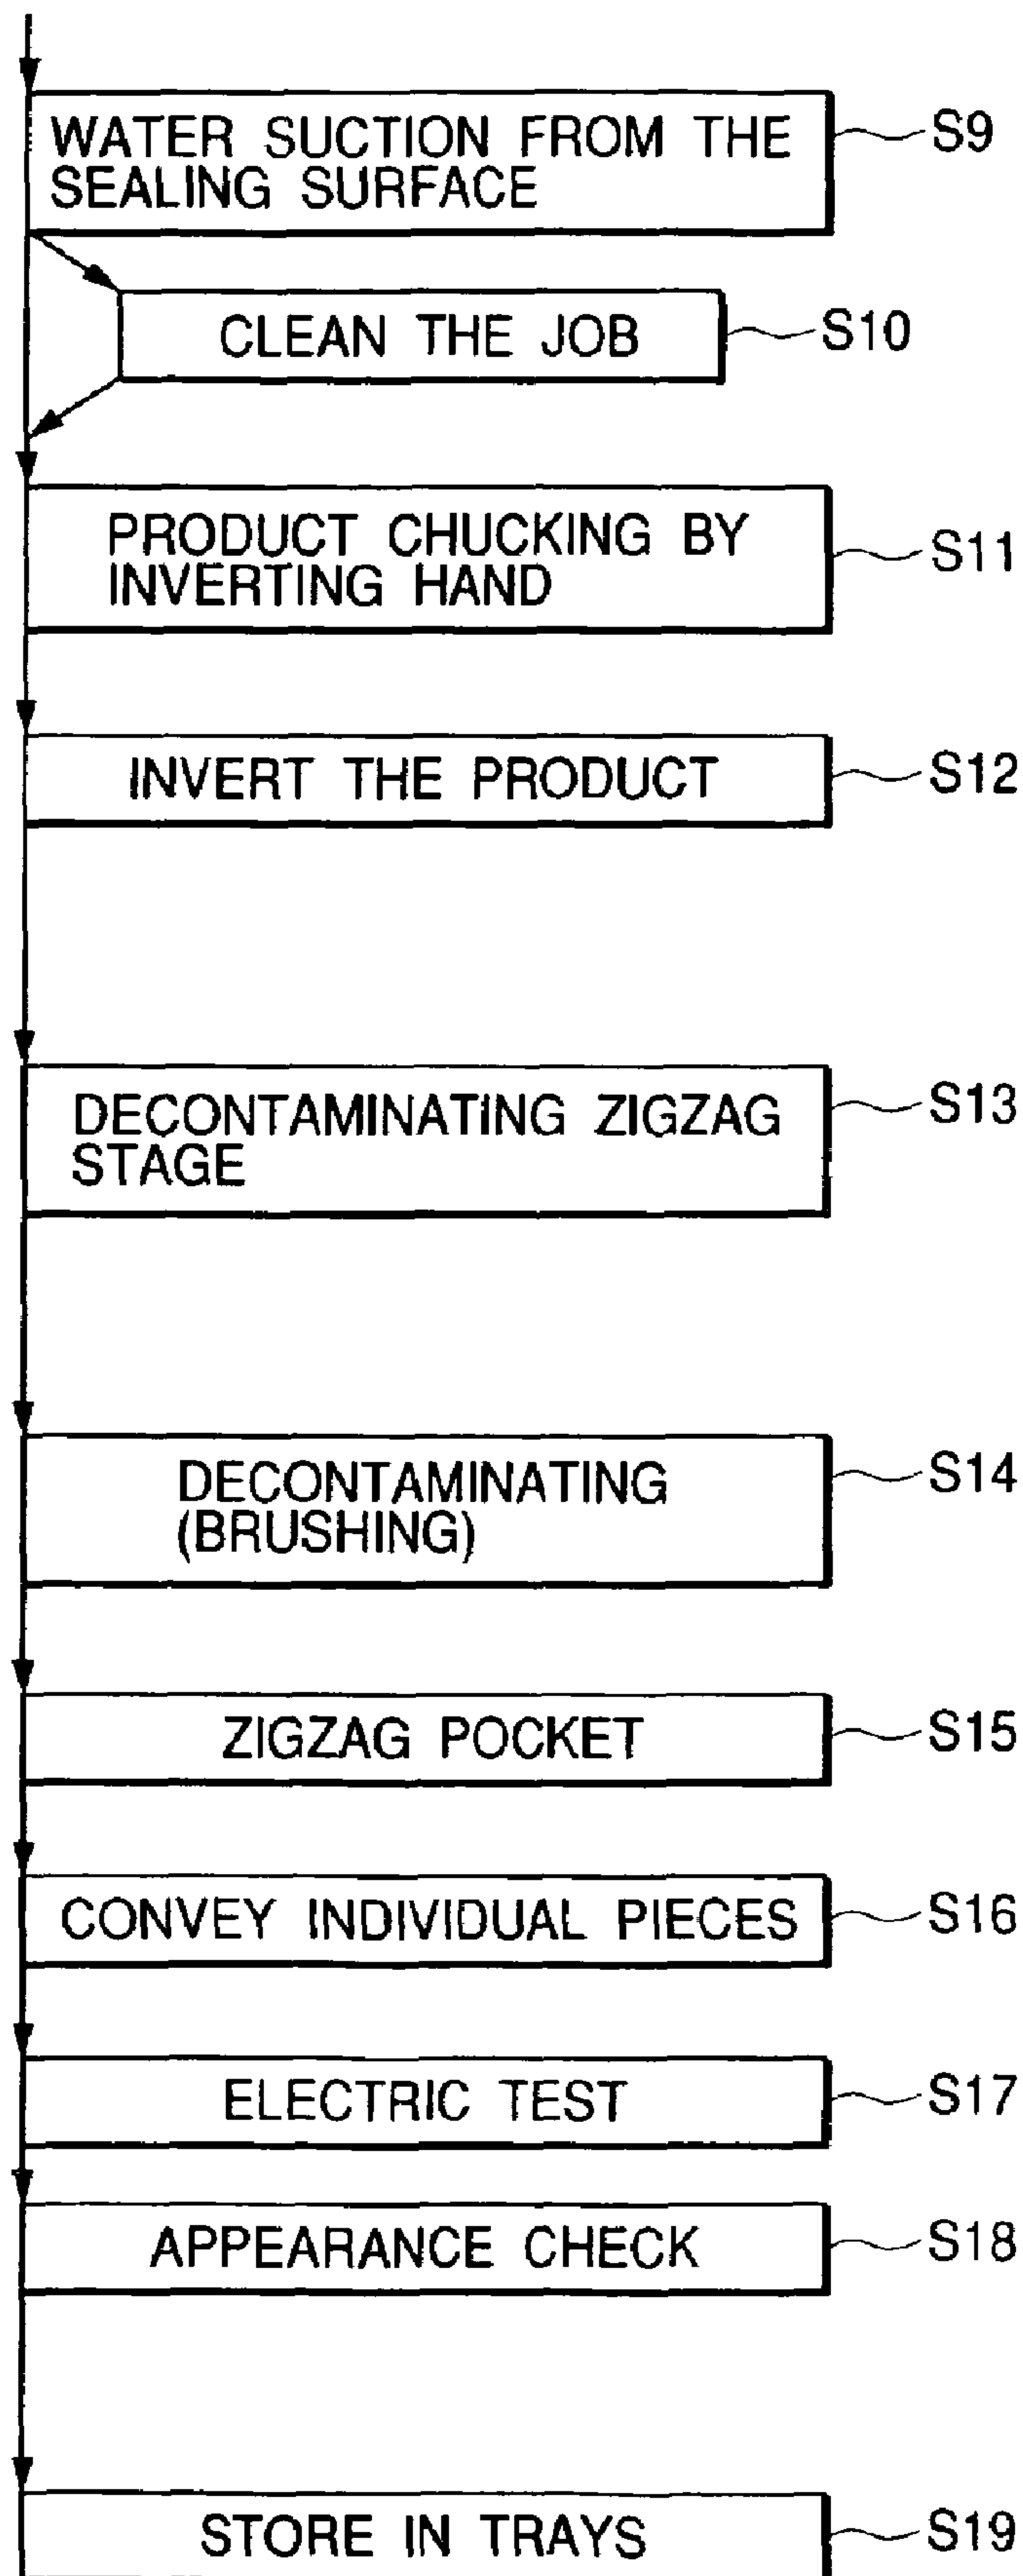 WATER SUCTION FROM THE
SEALING SURFACE
S9
CLEAN THE JOB
S10
PRODUCT CHUCKING BY
INVERTING HAND
S11
INVERT THE PRODUCT
S12
DECONTAMINATING ZIGZAG
STAGE
S13
DECONTAMINATING
(BRUSHING)
S14
ZIGZAG POCKET
S15
CONVEY INDIVIDUAL PIECES
S16
ELECTRIC TEST
S17
APPEARANCE CHECK
S18
STORE IN TRAYS
S19